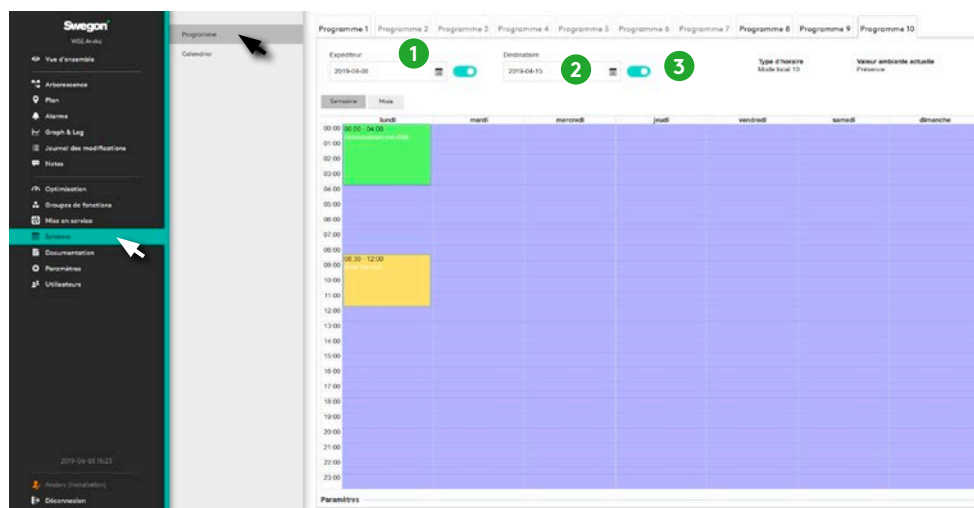 Swegon
WISE Arvika
Vue d'ensemble
Arborescence
Plan
Alarme
Graph & Log
Journal des modifications
Notes
Optimisation
Groupes de fonctions
Mise en service
Schéma
Documentation
Paramètres
Utilisateurs
2019-04-08 16:23
Anders (Installation)
Déconnexion
Programme
Calendrier
Programme 1 Programme 2 Programme 3 Programme 4 Programme 5 Programme 6 Programme 7 Programme 8 Programme 9 Programme 10
Expéditeur
2019-04-08
1
Destinataire
2019-04-15
2
3
Type d'horaire
Mode local 10
Valeur ambiante actuelle
Présence
Semaine Mois
lundi mardi mercredi jeudi vendredi samedi dimanche
00:00 00:00 - 04:00
01:00
02:00
03:00
04:00
05:00
06:00
07:00
08:00
08:30 - 12:00
09:00
10:00
11:00
12:00
13:00
14:00
15:00
16:00
17:00
18:00
19:00
20:00
21:00
22:00
23:00
Paramètres